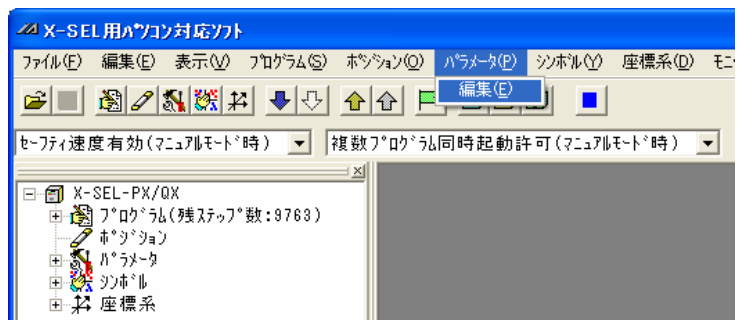 X-SEL用ﾊﾟｿｺﾝ対応ｿﾌﾄ
ﾌｧｲﾙ(F) 編集(E) 表示(V) ﾌﾟﾛｸﾞﾗﾑ(S) ﾎﾟｼﾞｼｮﾝ(O) ﾊﾟﾗﾒｰﾀ(P) ｼﾝﾎﾞﾙ(Y) 座標系(D) ﾓﾆ
編集(E)
ｾｰﾌﾃｨ速度有効(ﾏﾆｭｱﾙﾓｰﾄﾞ時) 複数ﾌﾟﾛｸﾞﾗﾑ同時起動許可(ﾏﾆｭｱﾙﾓｰﾄﾞ時)
X-SEL-PX/QX
ﾌﾟﾛｸﾞﾗﾑ(残ｽﾃｯﾌﾟ数:9763)
ﾎﾟｼﾞｼｮﾝ
ﾊﾟﾗﾒｰﾀ
ｼﾝﾎﾞﾙ
座標系